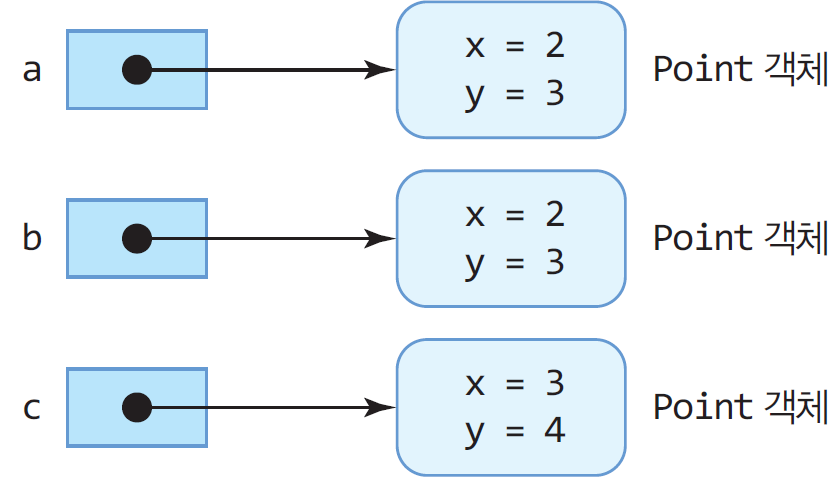 a
x = 2
y = 3
Point 객체
b
x = 2
y = 3
Point 객체
c
x = 3
y = 4
Point 객체